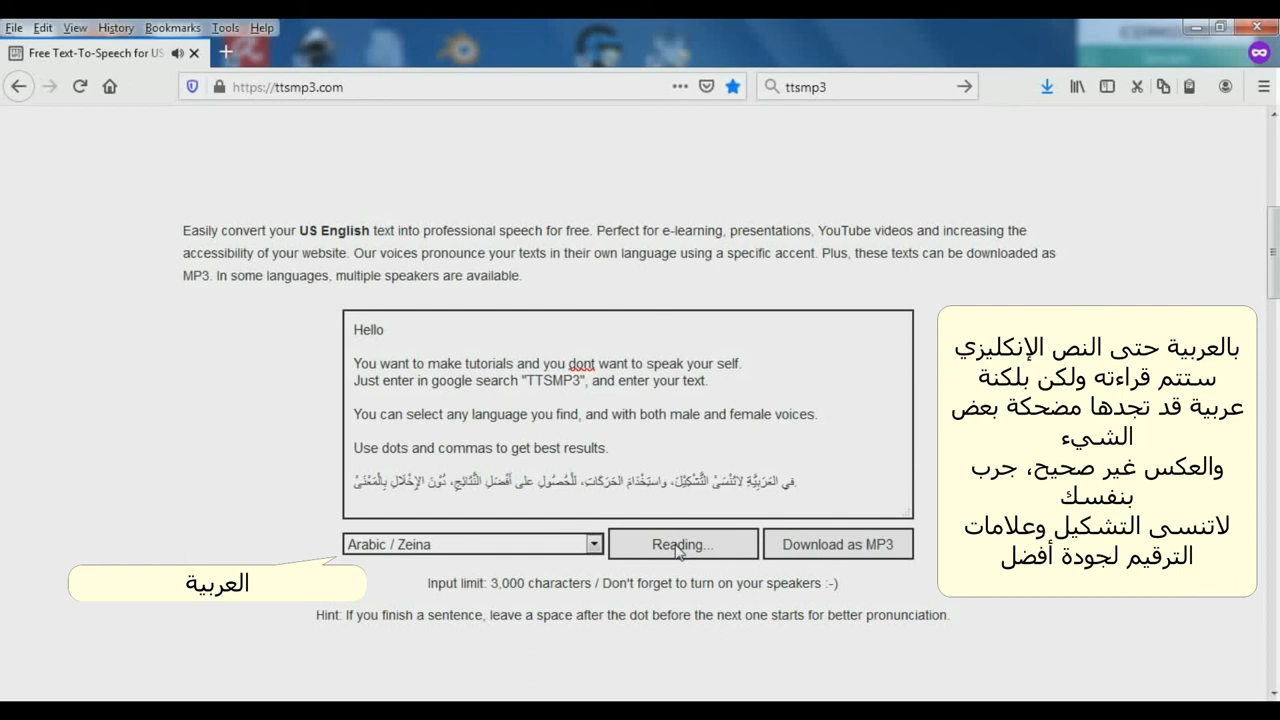 File Edit View History Bookmarks Tools Help
Free Text-To-Speech for US
https://ttsmp3.com
ttsmp3
Easily convert your US English text into professional speech for free. Perfect for e-learning, presentations, YouTube videos and increasing the
accessibility of your website. Our voices pronounce your texts in their own language using a specific accent. Plus, these texts can be downloaded as
MP3. In some languages, multiple speakers are available.
Hello
You want to make tutorials and you dont want to speak your self.
Just enter in google search "TTSMP3", and enter your text.
You can select any language you find, and with both male and female voices.
Use dots and commas to get best results.
في العَرَبِيَّةِ لاتَنْسَىْ التَّشْكِيْلَ، واستِخْدَامَ الحَرَكَاتِ، للْحُصُولِ على أَفْضَلِ النَّتَائِجِ، دُوْنَ الإِخْلَالِ بِالْمَعْنَىْ.
Arabic / Zeina
Reading...
Download as MP3
Input limit: 3,000 characters / Don't forget to turn on your speakers :-)
Hint: If you finish a sentence, leave a space after the dot before the next one starts for better pronunciation.
العربية
بالعربية حتى النص الإنكليزي
ستتم قراءته ولكن بلكنة
عربية قد تجدها مضحكة بعض
الشيء
والعكس غير صحيح، جرب
بنفسك
لاتنسى التشكيل وعلامات
الترقيم لجودة أفضل